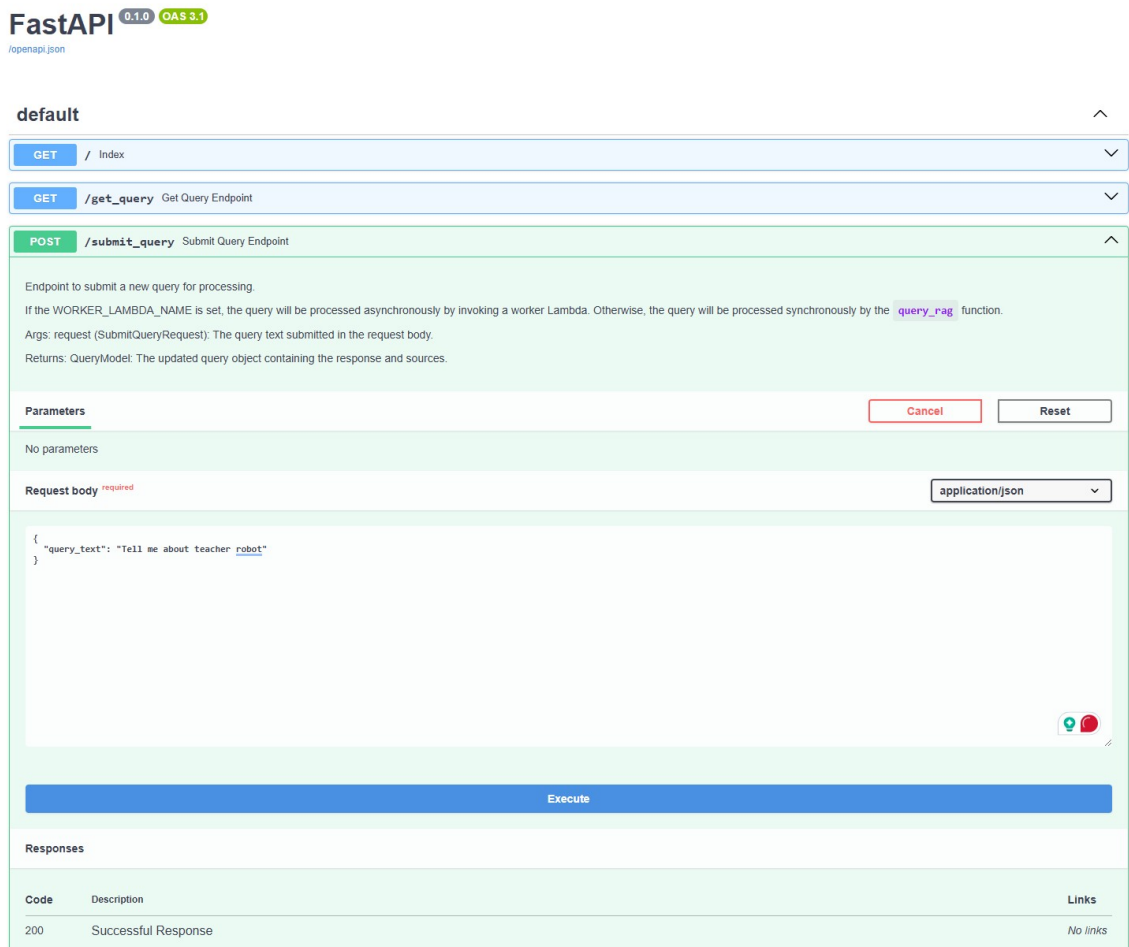 FastAPI 0.1.0 OAS 3.1
/openapi.json
default
GET / Index
GET /get_query Get Query Endpoint
POST /submit_query Submit Query Endpoint
Endpoint to submit a new query for processing.
If the WORKER_LAMBDA_NAME is set, the query will be processed asynchronously by invoking a worker Lambda. Otherwise, the query will be processed synchronously by the query_rag function.
Args: request (SubmitQueryRequest): The query text submitted in the request body.
Returns: QueryModel: The updated query object containing the response and sources.
Parameters Cancel Reset
No parameters
Request body required application/json
{
"query_text": "Tell me about teacher robot"
}
Execute
Responses
Code Description Links
200 Successful Response No links